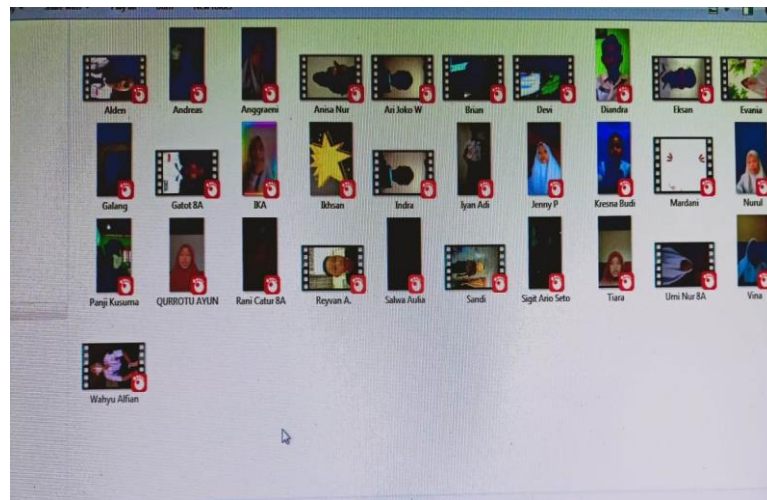 Alden Andreas Anggraeni Anisa Nur Ari Joko W Brian Devi Diandra Eksan Evania
Galang Gatot 8A IKA Ikhsan Indra Iyan Adi Jenny P Kresna Budi Mardani Nurul
Panji Kusuma QURROTU AYUN Rani Catur 8A Reyvan A. Salwa Aulia Sandi Sigit Ario Seto Tiara Umi Nur 8A Vina
Wahyu Alfian